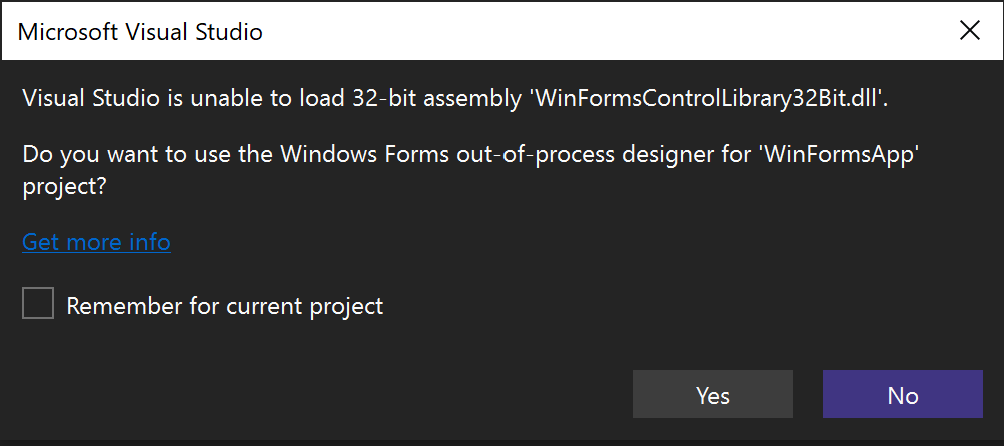 Microsoft Visual Studio
Visual Studio is unable to load 32-bit assembly 'WinFormsControlLibrary32Bit.dll'.
Do you want to use the Windows Forms out-of-process designer for 'WinFormsApp'
project?
Get more info
Remember for current project
Yes
No